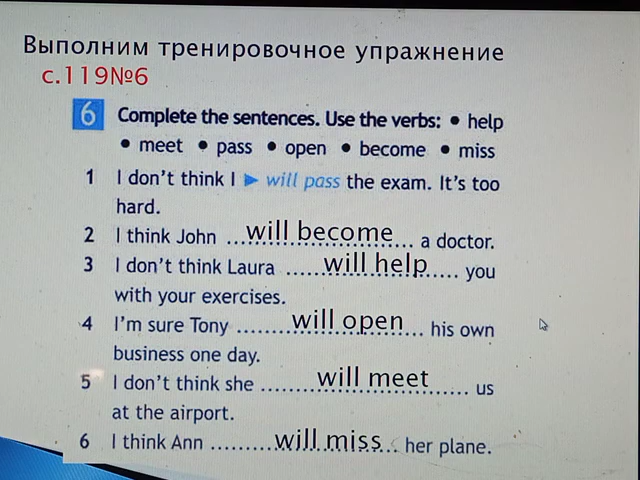 Выполним тренировочное упражнение
с.119№6
6 Complete the sentences. Use the verbs: • help
• meet • pass • open • become • miss
1 I don't think I ► will pass the exam. It's too
hard.
2 I think John ...will become... a doctor.
3 I don't think Laura ......will help..... you
with your exercises.
4 I'm sure Tony ........will open... his own
business one day.
5 I don't think she .........will meet...... us
at the airport.
6 I think Ann ..........will miss... her plane.